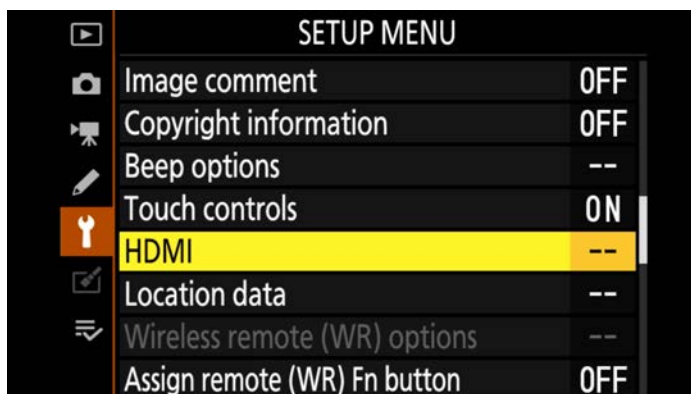 SETUP MENU
Image comment OFF
Copyright information OFF
Beep options --
Touch controls ON
HDMI --
Location data --
Wireless remote (WR) options --
Assign remote (WR) Fn button OFF